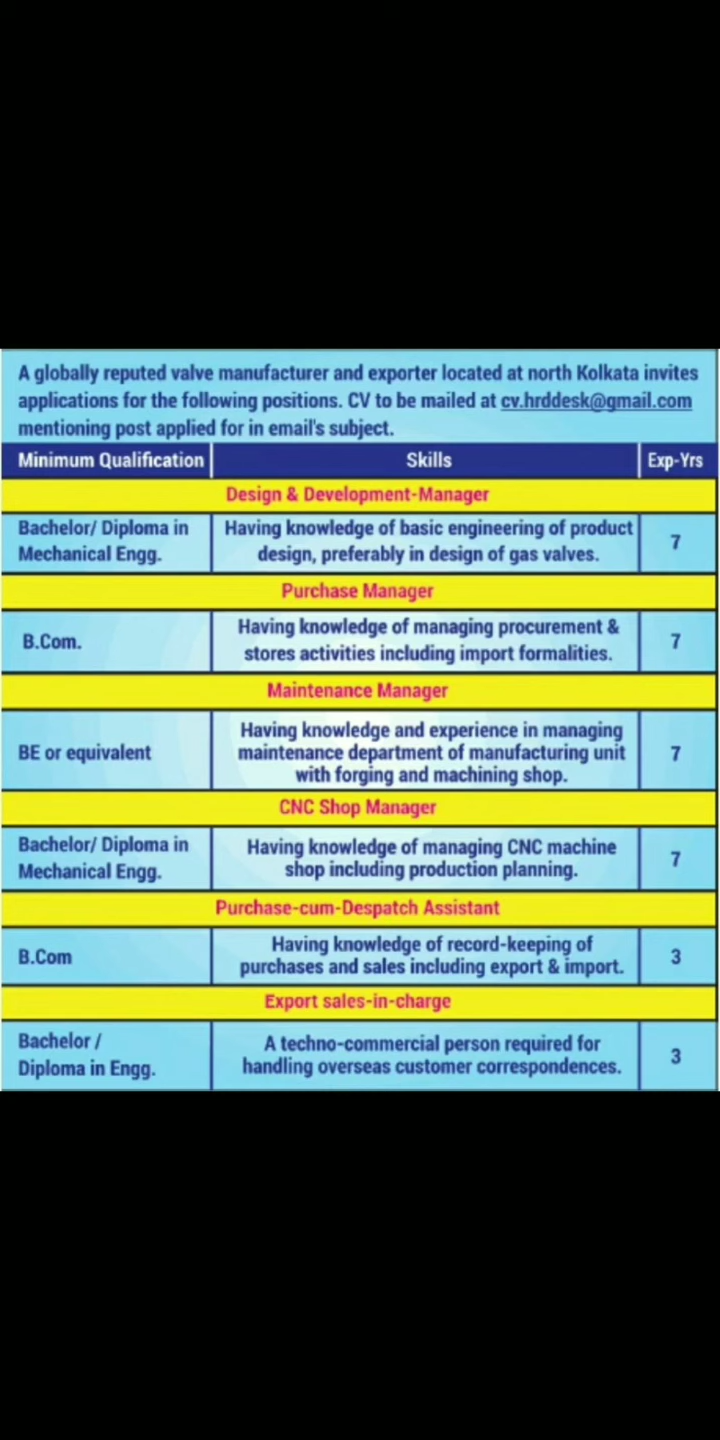 A globally reputed valve manufacturer and exporter located at north Kolkata invites
applications for the following positions. CV to be mailed at cv.hrddesk@gmail.com
mentioning post applied for in email's subject.
Minimum Qualification Skills Exp-Yrs
Design & Development-Manager
Bachelor/ Diploma in
Mechanical Engg.
Having knowledge of basic engineering of product
design, preferably in design of gas valves.
7
Purchase Manager
B.Com.
Having knowledge of managing procurement &
stores activities including import formalities.
7
Maintenance Manager
BE or equivalent
Having knowledge and experience in managing
maintenance department of manufacturing unit
with forging and machining shop.
7
CNC Shop Manager
Bachelor/ Diploma in
Mechanical Engg.
Having knowledge of managing CNC machine
shop including production planning.
7
Purchase-cum-Despatch Assistant
B.Com
Having knowledge of record-keeping of
purchases and sales including export & import.
3
Export sales-in-charge
Bachelor /
Diploma in Engg.
A techno-commercial person required for
handling overseas customer correspondences.
3